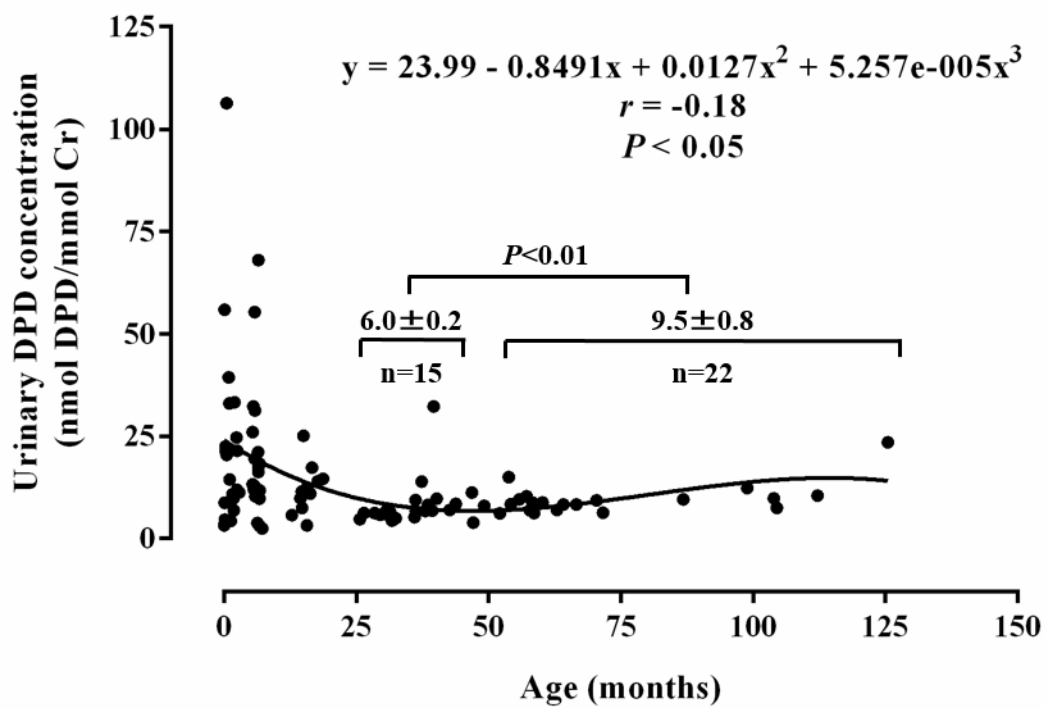 Urinary DPD concentration
(nmol DPD/mmol Cr)
125
100
75
50
25
0
y = 23.99 - 0.8491x + 0.0127x² + 5.257e-005x³
r = -0.18
P < 0.05
P<0.01
6.0±0.2
9.5±0.8
n=15
n=22
0 25 50 75 100 125 150
Age (months)